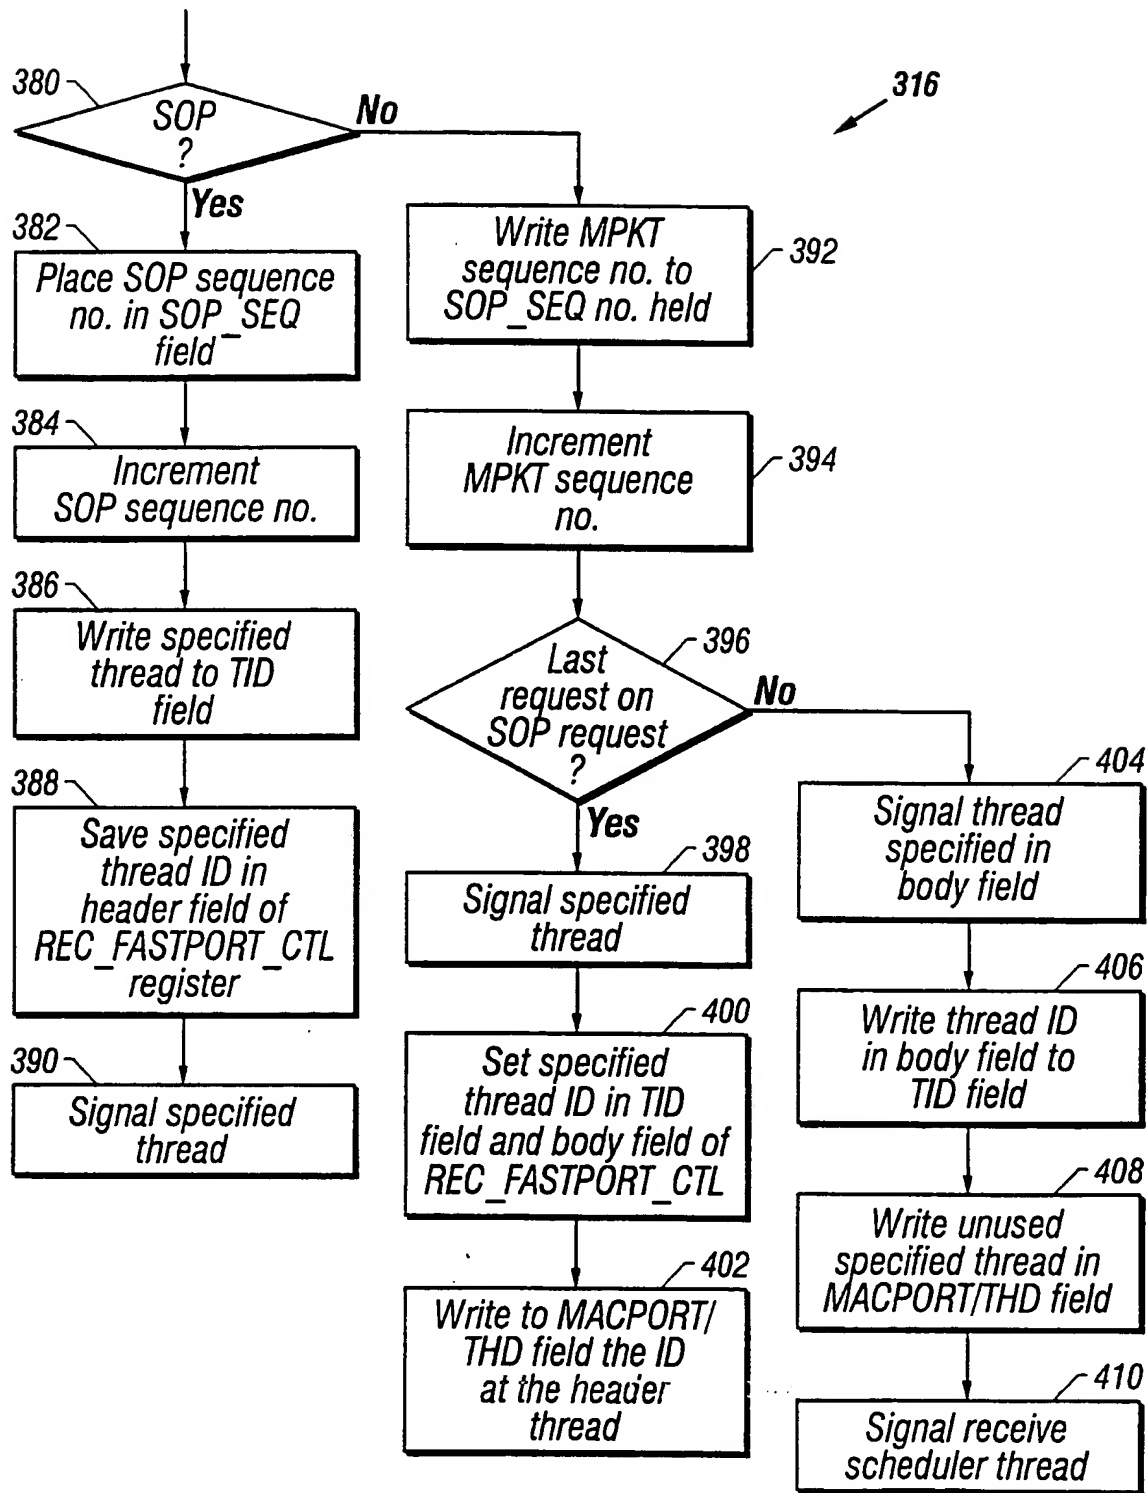 316
380
SOP
?
No
Yes
382
Place SOP sequence
no. in SOP_SEQ
field
384
Increment
SOP sequence no.
386
Write specified
thread to TID
field
388
Save specified
thread ID in
header field of
REC_FASTPORT_CTL
register
390
Signal specified
thread
392
Write MPKT
sequence no. to
SOP_SEQ no. held
394
Increment
MPKT sequence
no.
396
Last
request on
SOP request
?
No
Yes
398
Signal specified
thread
400
Set specified
thread ID in TID
field and body field of
REC_FASTPORT_CTL
402
Write to MACPORT/
THD field the ID
at the header
thread
404
Signal thread
specified in
body field
406
Write thread ID
in body field to
TID field
408
Write unused
specified thread in
MACPORT/THD field
410
Signal receive
scheduler thread